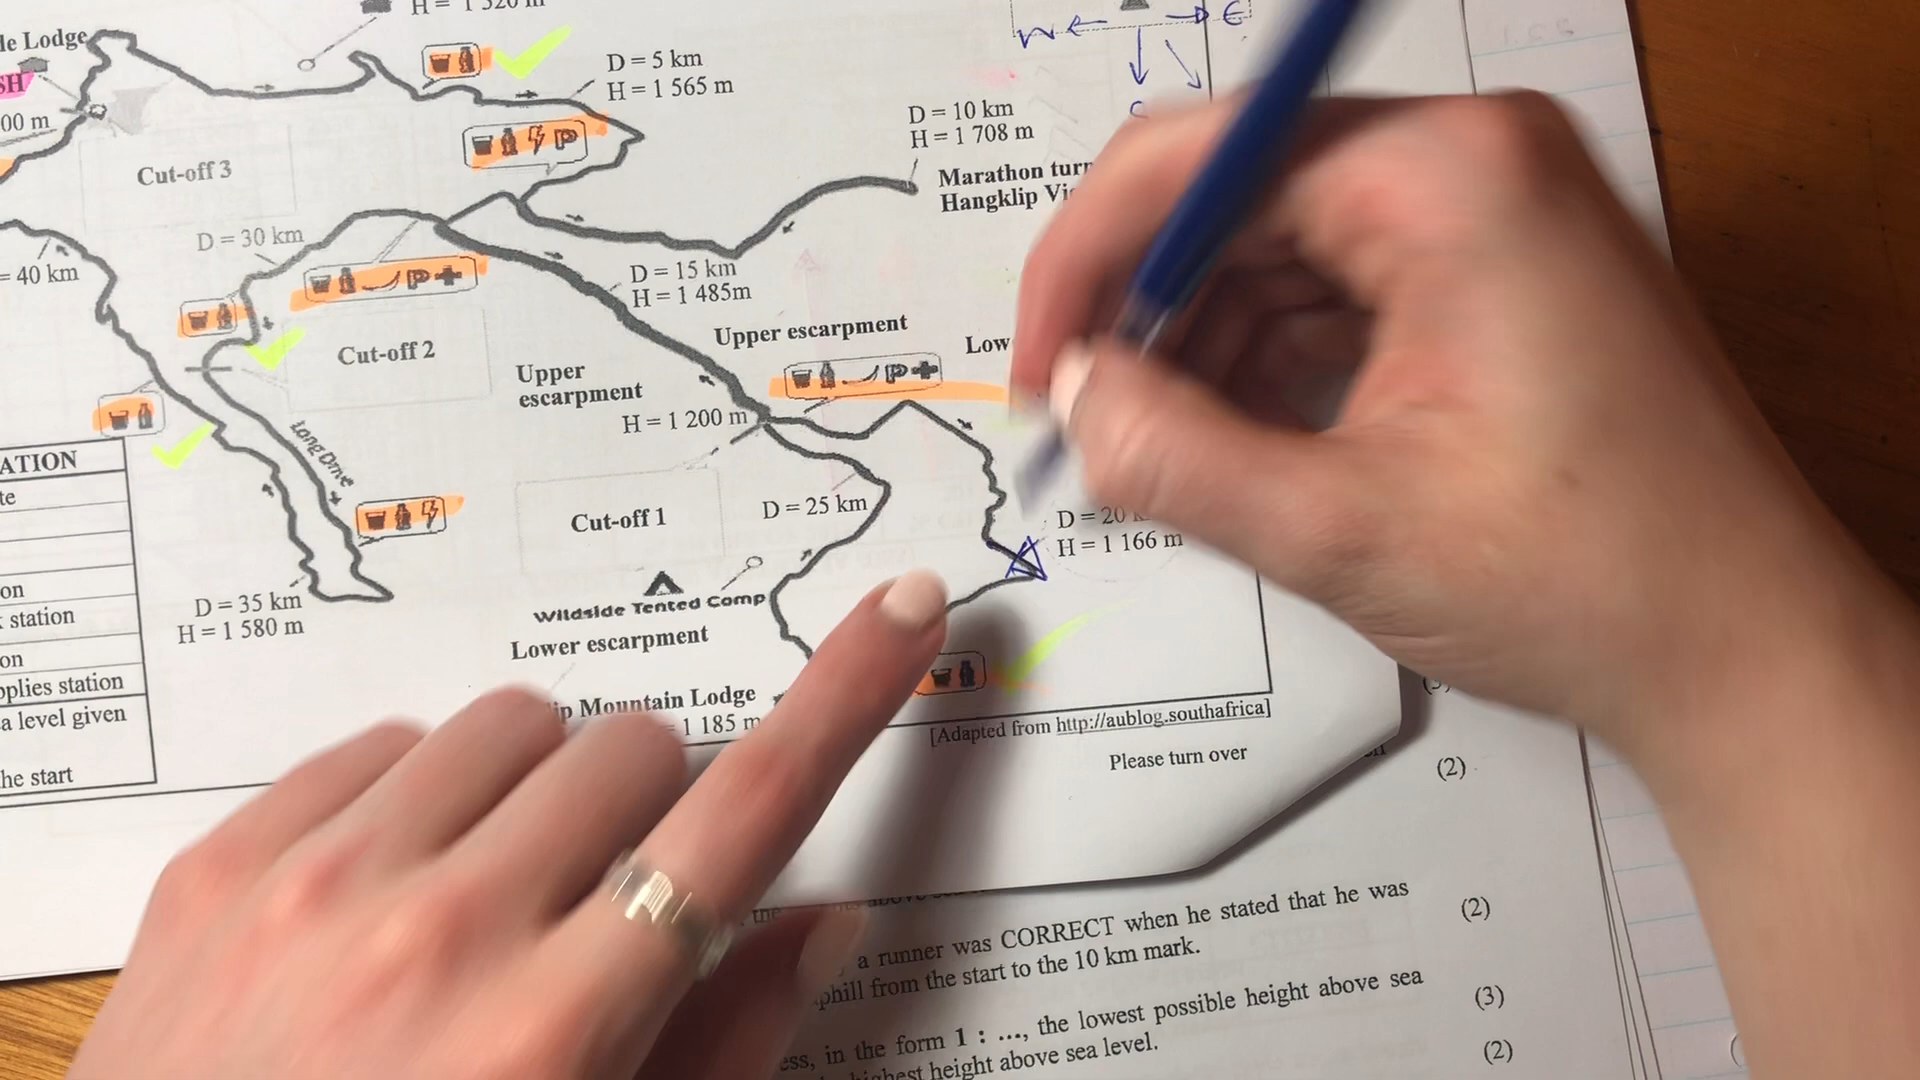 H = 1 320 m
le Lodge
SH
00 m
D = 5 km
H = 1 565 m
W
E
D = 10 km
H = 1 708 m
Marathon turn
Hangklip Vi
Cut-off 3
D = 30 km
= 40 km
D = 15 km
H = 1 485m
Upper escarpment
Low
Cut-off 2
Upper
escarpment
H = 1 200 m
Long Drive
Cut-off 1
D = 25 km
D = 20 k
H = 1 166 m
ATION
te
on
station
on
pplies station
a level given
he start
D = 35 km
H = 1 580 m
Wildside Tented Camp
Lower escarpment
ip Mountain Lodge
= 1 185 m
[Adapted from http://aublog.southafrica]
Please turn over
(2)
(2)
a runner was CORRECT when he stated that he was
phill from the start to the 10 km mark.
(3)
ess, in the form 1 : ..., the lowest possible height above sea
highest height above sea level.
(2)